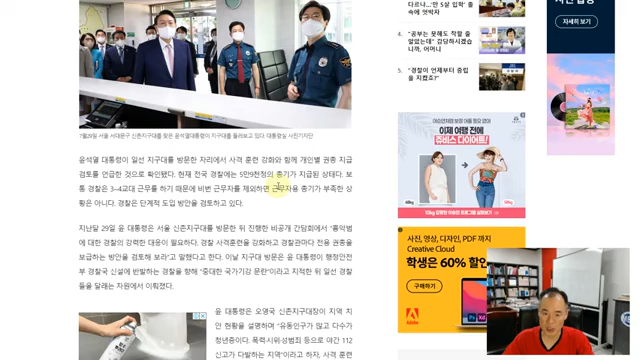 7월29일 서울 서대문구 신촌지구대를 찾은 윤석열대통령이 지구대를 둘러보고 있다. 대통령실 사진기자단
윤석열 대통령이 일선 지구대를 방문한 자리에서 사격 훈련 강화와 함께 개인별 권총 지급
검토를 언급한 것으로 확인됐다. 현재 전국 경찰에는 5만여정의 총기가 지급된 상태다. 보
통 경찰은 3~4교대 근무를 하기 때문에 비번 근무자를 제외하면 근무자용 총기가 부족한 상
황은 아니다. 경찰은 단계적 도입 방안을 검토하고 있다.
지난달 29일 윤 대통령은 서울 신촌지구대를 방문한 뒤 진행한 비공개 간담회에서 "흉악범
에 대한 경찰의 강력한 대응이 필요하다. 경찰 사격훈련을 강화하고 경찰관마다 전용 권총을
보급하는 방안을 검토해 보라"고 말했다고 한다. 이날 지구대 방문은 윤 대통령이 행정안전
부 경찰국 신설에 반발하는 경찰을 향해 "중대한 국가기강 문란"이라고 지적한 뒤 일선 경찰
들을 달래는 차원에서 이뤄졌다.
윤 대통령은 오명욱 신촌지구대장이 지역 치
안 현황을 설명하며 "유동인구가 많고 다수가
청년층이다. 폭력·시위·성범죄 등으로 야간 112
신고가 다발하는 지역"이라고 하자, 사격 훈련
다르나…'만 5살 입학' 졸
속에 엇박자
4. "공부는 못해도 착할 줄
알았는데" 감당하시겠습
니까, 어머니
5. "경찰이 언제부터 중립
을 지켰죠?"
자세히 보기
이제 여행 전에
쥬비스 다이어트!
사진, 영상, 디자인, PDF 까지
Creative Cloud
학생은 60% 할인
구매하기
Adobe
Ps
Xd